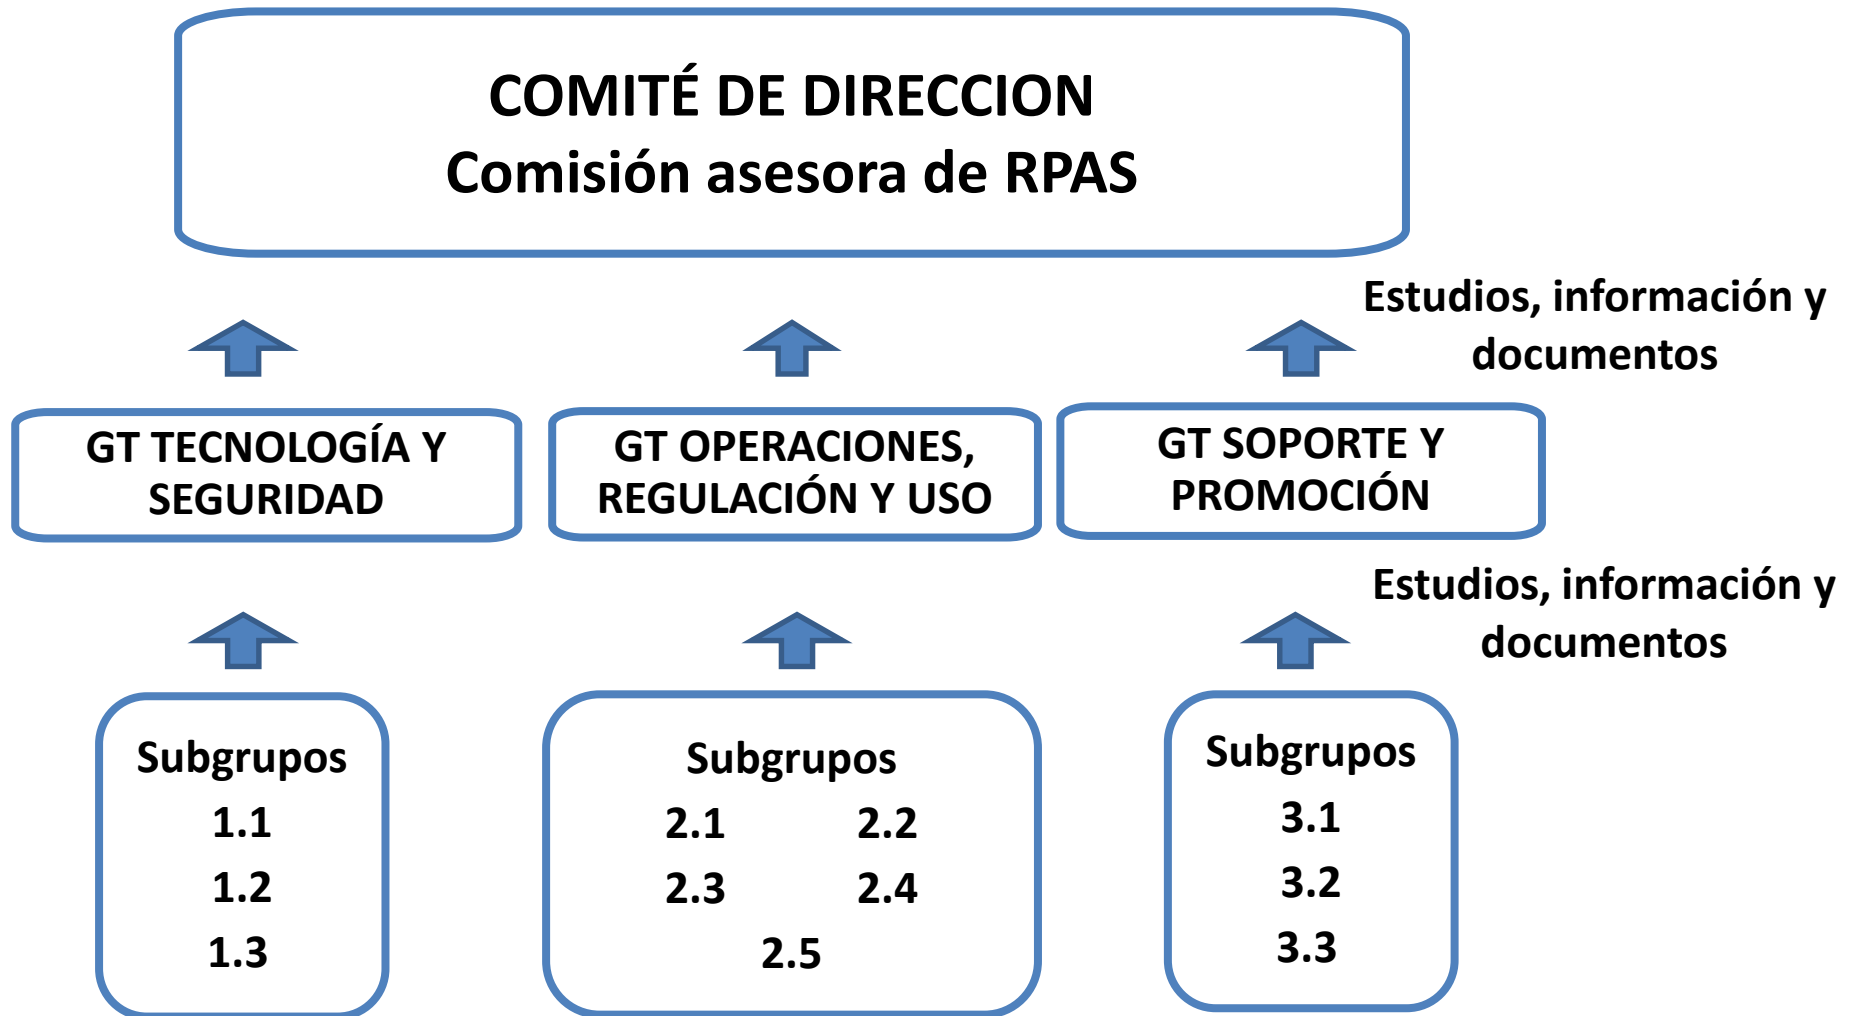 COMITÉ DE DIRECCION
Comisión asesora de RPAS
Estudios, información y
documentos
GT TECNOLOGÍA Y
SEGURIDAD
GT OPERACIONES,
REGULACIÓN Y USO
GT SOPORTE Y
PROMOCIÓN
Estudios, información y
documentos
Subgrupos
1.1
1.2
1.3
Subgrupos
2.1 2.2
2.3 2.4
2.5
Subgrupos
3.1
3.2
3.3